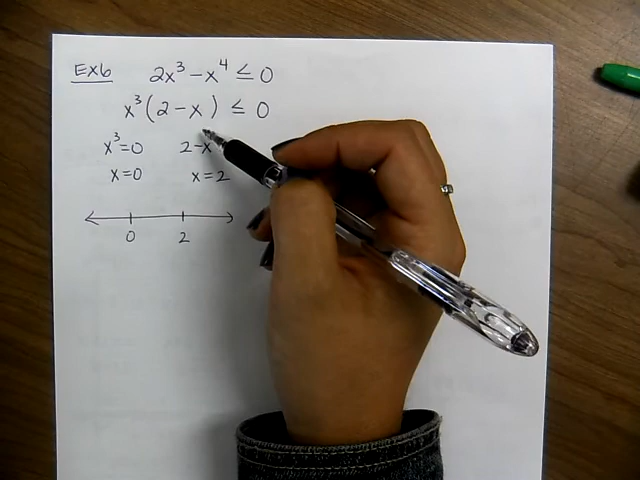 Ex6 2x³ - x⁴ ≤ 0
x³(2-x) ≤ 0
x³=0 2-x
x=0 x=2
0 2